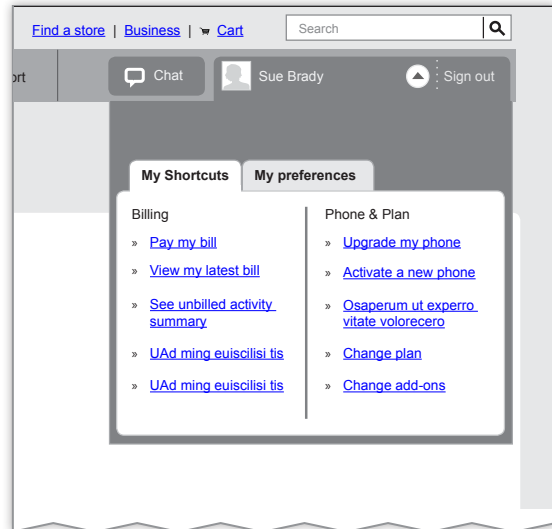 Find a store | Business | Cart
Search
ort
Chat
Sue Brady
Sign out
My Shortcuts
My preferences
Billing
» Pay my bill
» View my latest bill
» See unbilled activity
summary
» UAd ming euiscilisi tis
» UAd ming euiscilisi tis
Phone & Plan
» Upgrade my phone
» Activate a new phone
» Osaperum ut experro
vitate volorecero
» Change plan
» Change add-ons